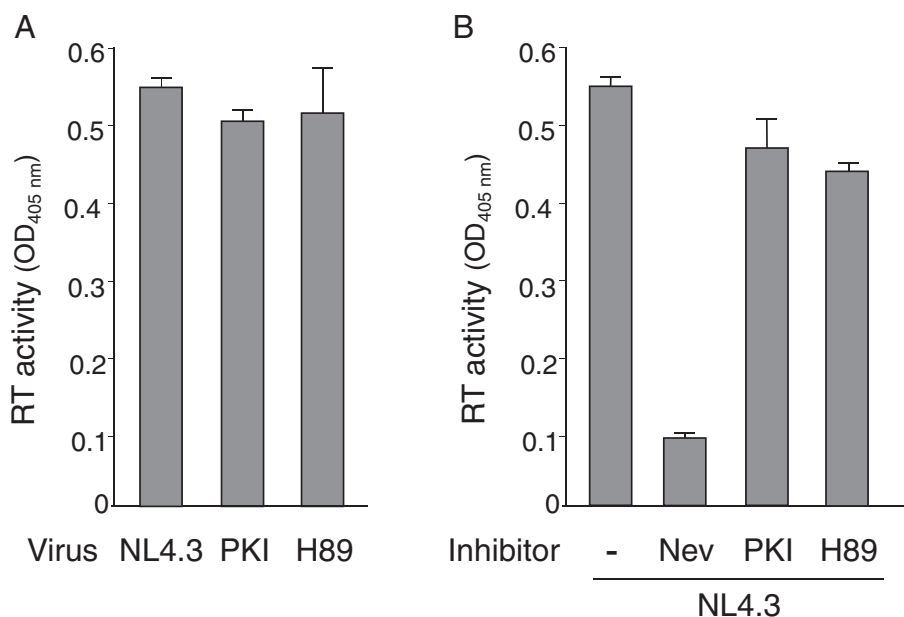 A
RT activity (OD405 nm)
0.6
0.5
0.4
0.3
0.2
0.1
0
Virus NL4.3 PKI H89
B
RT activity (OD405 nm)
0.6
0.5
0.4
0.3
0.2
0.1
0
Inhibitor - Nev PKI H89
NL4.3